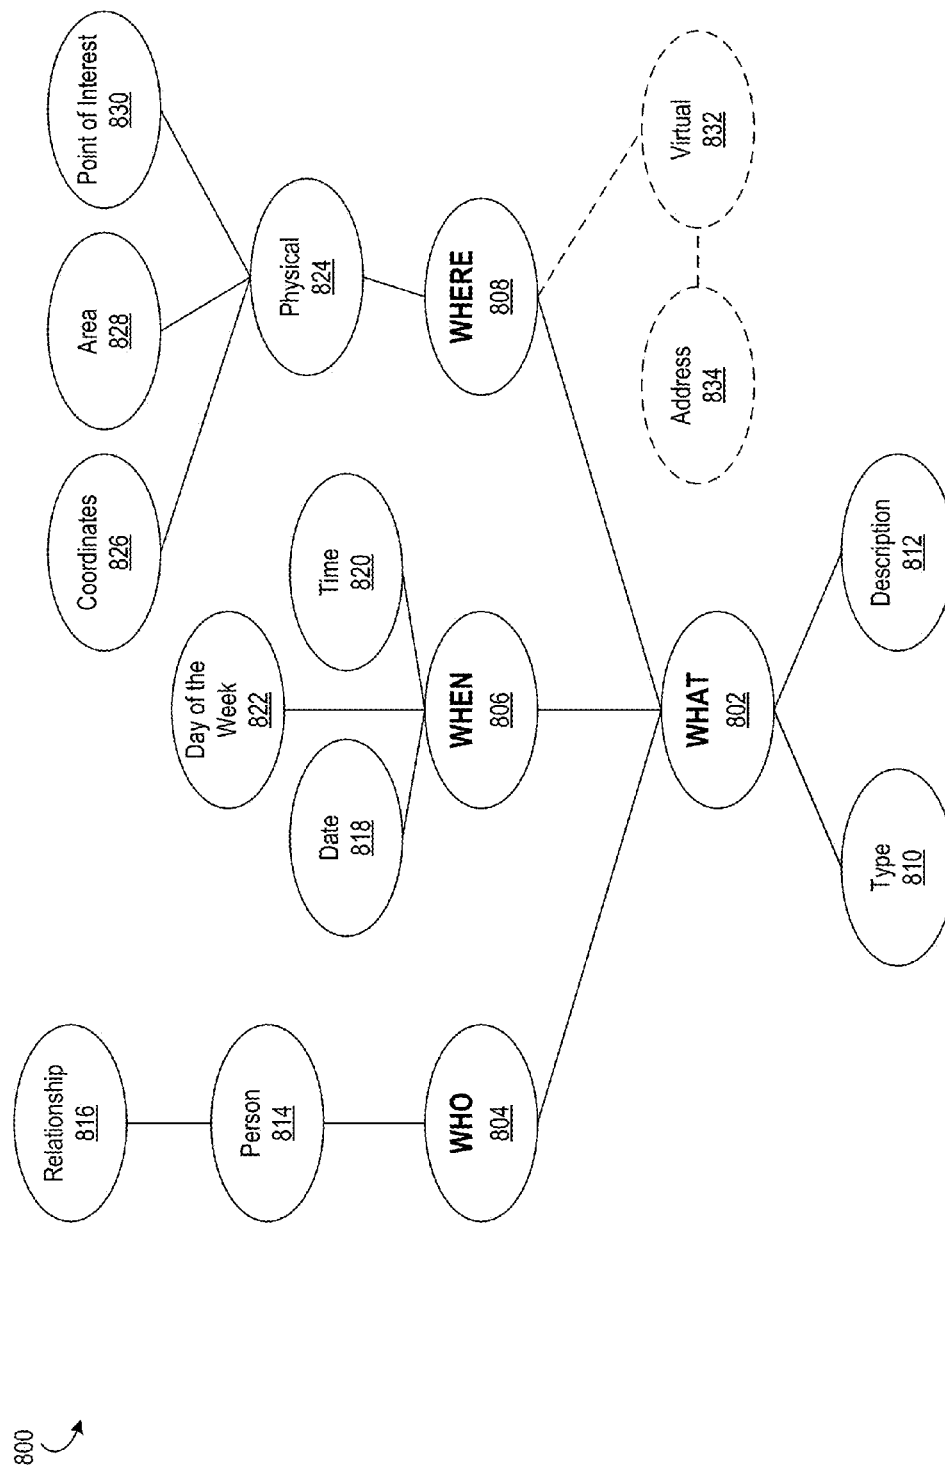 800
Relationship
816
Person
814
WHO
804
Day of the
Week
822
Date
818
Time
820
WHEN
806
Coordinates
826
Area
828
Point of Interest
830
Physical
824
WHERE
808
WHAT
802
Address
834
Virtual
832
Type
810
Description
812